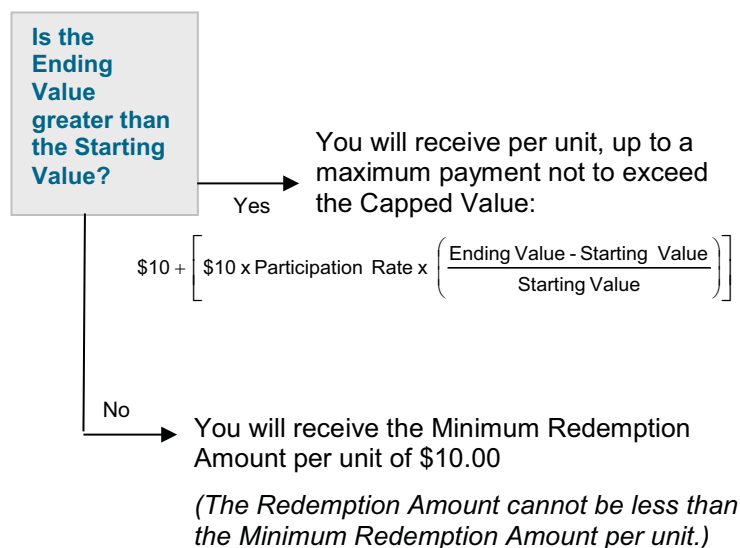 Is the
Ending
Value
greater than
the Starting
Value?
Yes
You will receive per unit, up to a
maximum payment not to exceed
the Capped Value:
$10 + [ $10 x Participation Rate x ( Ending Value - Starting Value / Starting Value ) ]
No
You will receive the Minimum Redemption
Amount per unit of $10.00
(The Redemption Amount cannot be less than
the Minimum Redemption Amount per unit.)